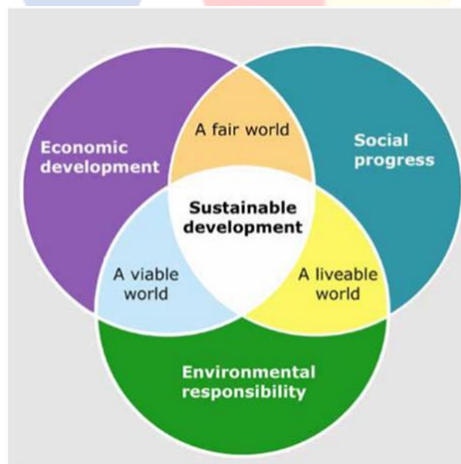 A fair world
Economic
development
Social
progress
Sustainable
development
A viable
world
A liveable
world
Environmental
responsibility